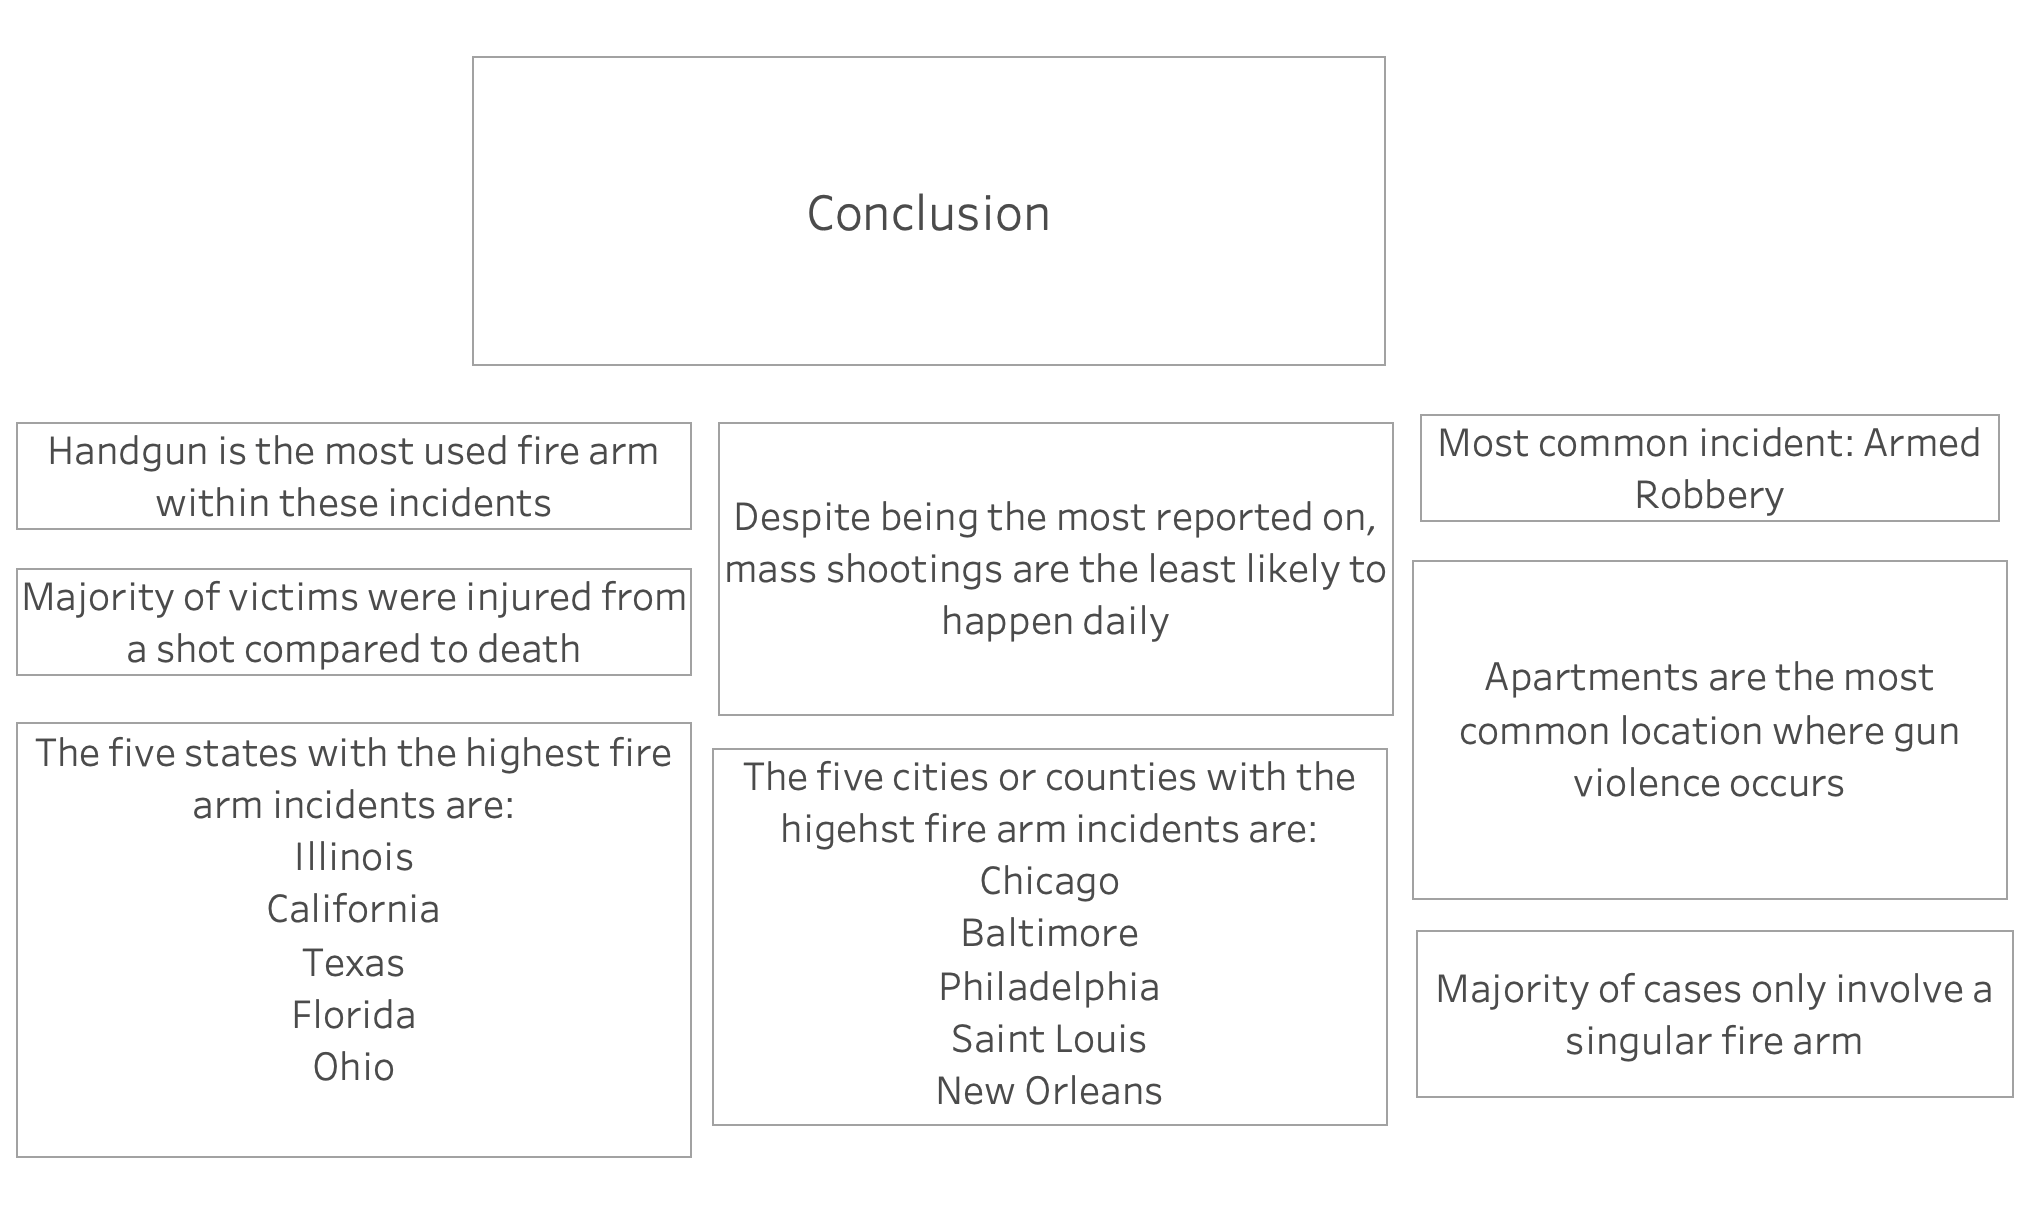 Conclusion
Handgun is the most used fire arm
within these incidents
Majority of victims were injured from
a shot compared to death
The five states with the highest fire
arm incidents are:
Illinois
California
Texas
Florida
Ohio
Despite being the most reported on,
mass shootings are the least likely to
happen daily
The five cities or counties with the
higehst fire arm incidents are:
Chicago
Baltimore
Philadelphia
Saint Louis
New Orleans
Most common incident: Armed
Robbery
Apartments are the most
common location where gun
violence occurs
Majority of cases only involve a
singular fire arm